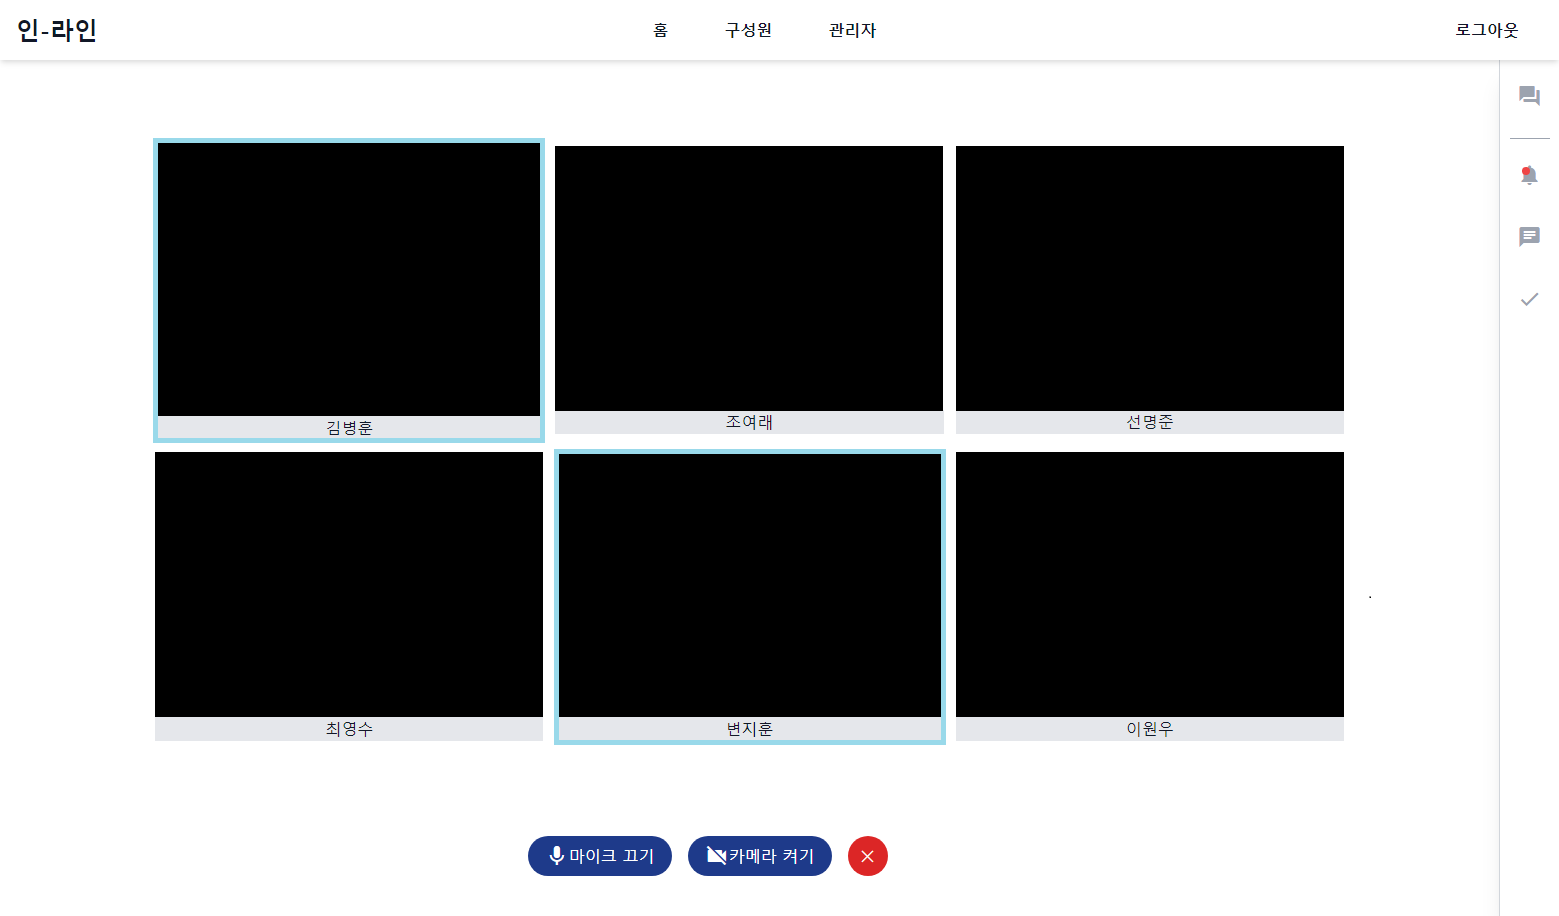 인-라인
홈 구성원 관리자
로그아웃
김병훈
조여래
선명준
최영수
변지훈
이원우
마이크 끄기
카메라 켜기